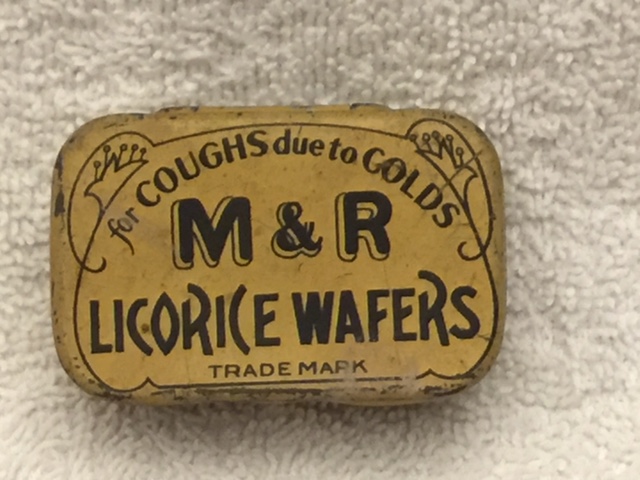 for COUGHS due to COLDS
M & R
LICORICE WAFERS
TRADE MARK